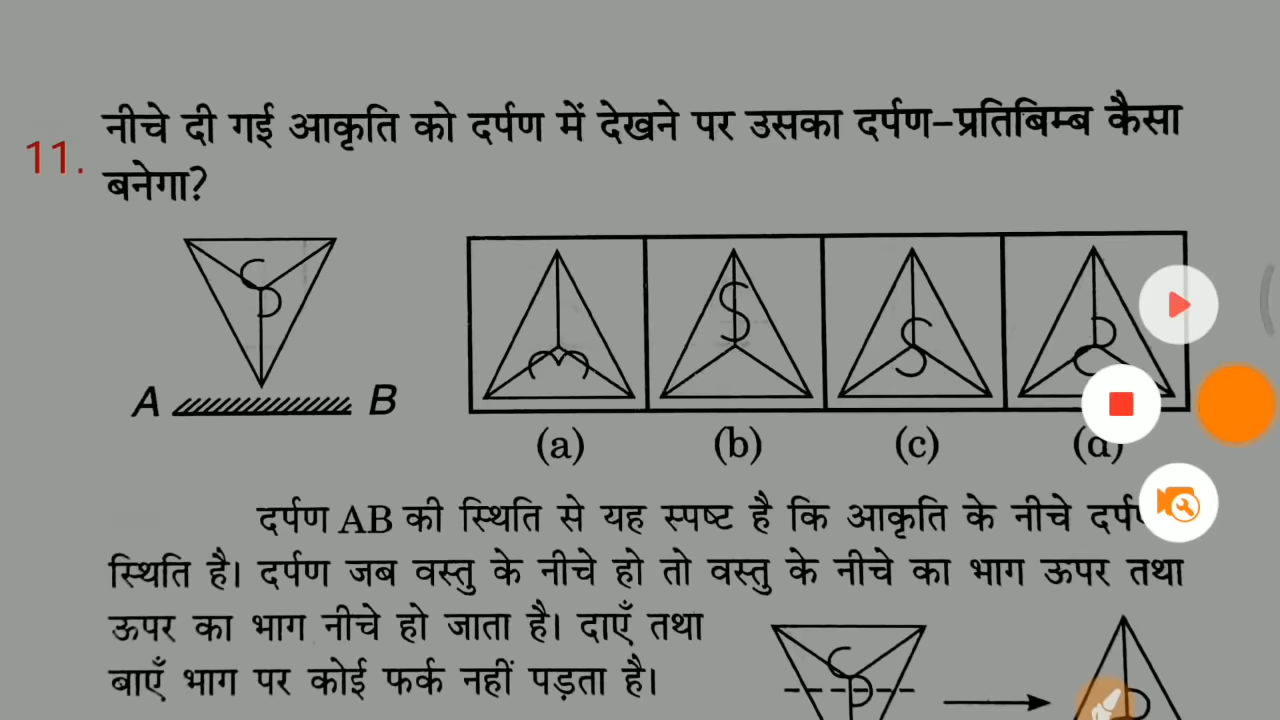 नीचे दी गई आकृति को दर्पण में देखने पर उसका दर्पण-प्रतिबिम्ब कैसा
11.
बनेगा?
A B
(a) (b) (c) (d)
दर्पण AB की स्थिति से यह स्पष्ट है कि आकृति के नीचे
स्थिति है। दर्पण जब वस्तु के नीचे हो तो वस्तु के नीचे का भाग ऊपर तथा
ऊपर का भाग नीचे हो जाता है। दाएँ तथा
बाएँ भाग पर कोई फर्क नहीं पड़ता है।